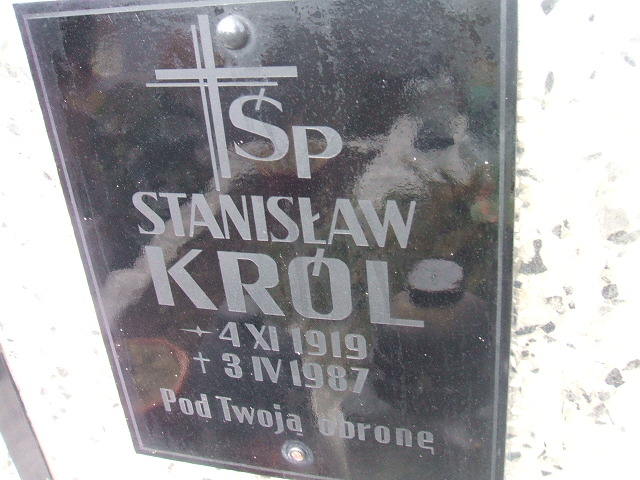 ŚP
STANISŁAW
KRÓL
4 XI 1919
† 3 IV 1987
Pod Twoją obronę